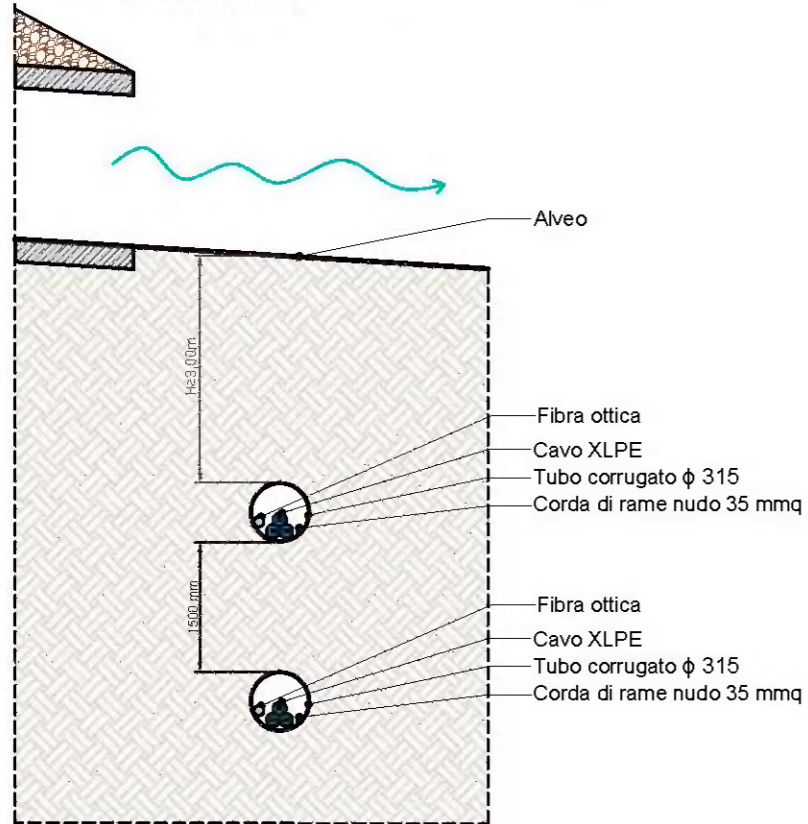 Alveo
H≥3,00m
Fibra ottica
Cavo XLPE
Tubo corrugato ϕ 315
Corda di rame nudo 35 mmq
1500 mm
Fibra ottica
Cavo XLPE
Tubo corrugato ϕ 315
Corda di rame nudo 35 mmq